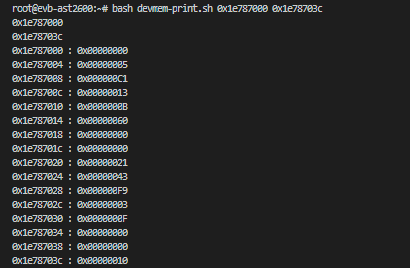 root@evb-ast2600:~# bash devmem-print.sh 0x1e787000 0x1e78703c
0x1e787000
0x1e78703c
0x1e787000 : 0x00000000
0x1e787004 : 0x00000005
0x1e787008 : 0x000000C1
0x1e78700c : 0x00000013
0x1e787010 : 0x0000000B
0x1e787014 : 0x00000060
0x1e787018 : 0x00000000
0x1e78701c : 0x00000000
0x1e787020 : 0x00000021
0x1e787024 : 0x00000043
0x1e787028 : 0x000000F9
0x1e78702c : 0x00000003
0x1e787030 : 0x0000000F
0x1e787034 : 0x00000000
0x1e787038 : 0x00000000
0x1e78703c : 0x00000010